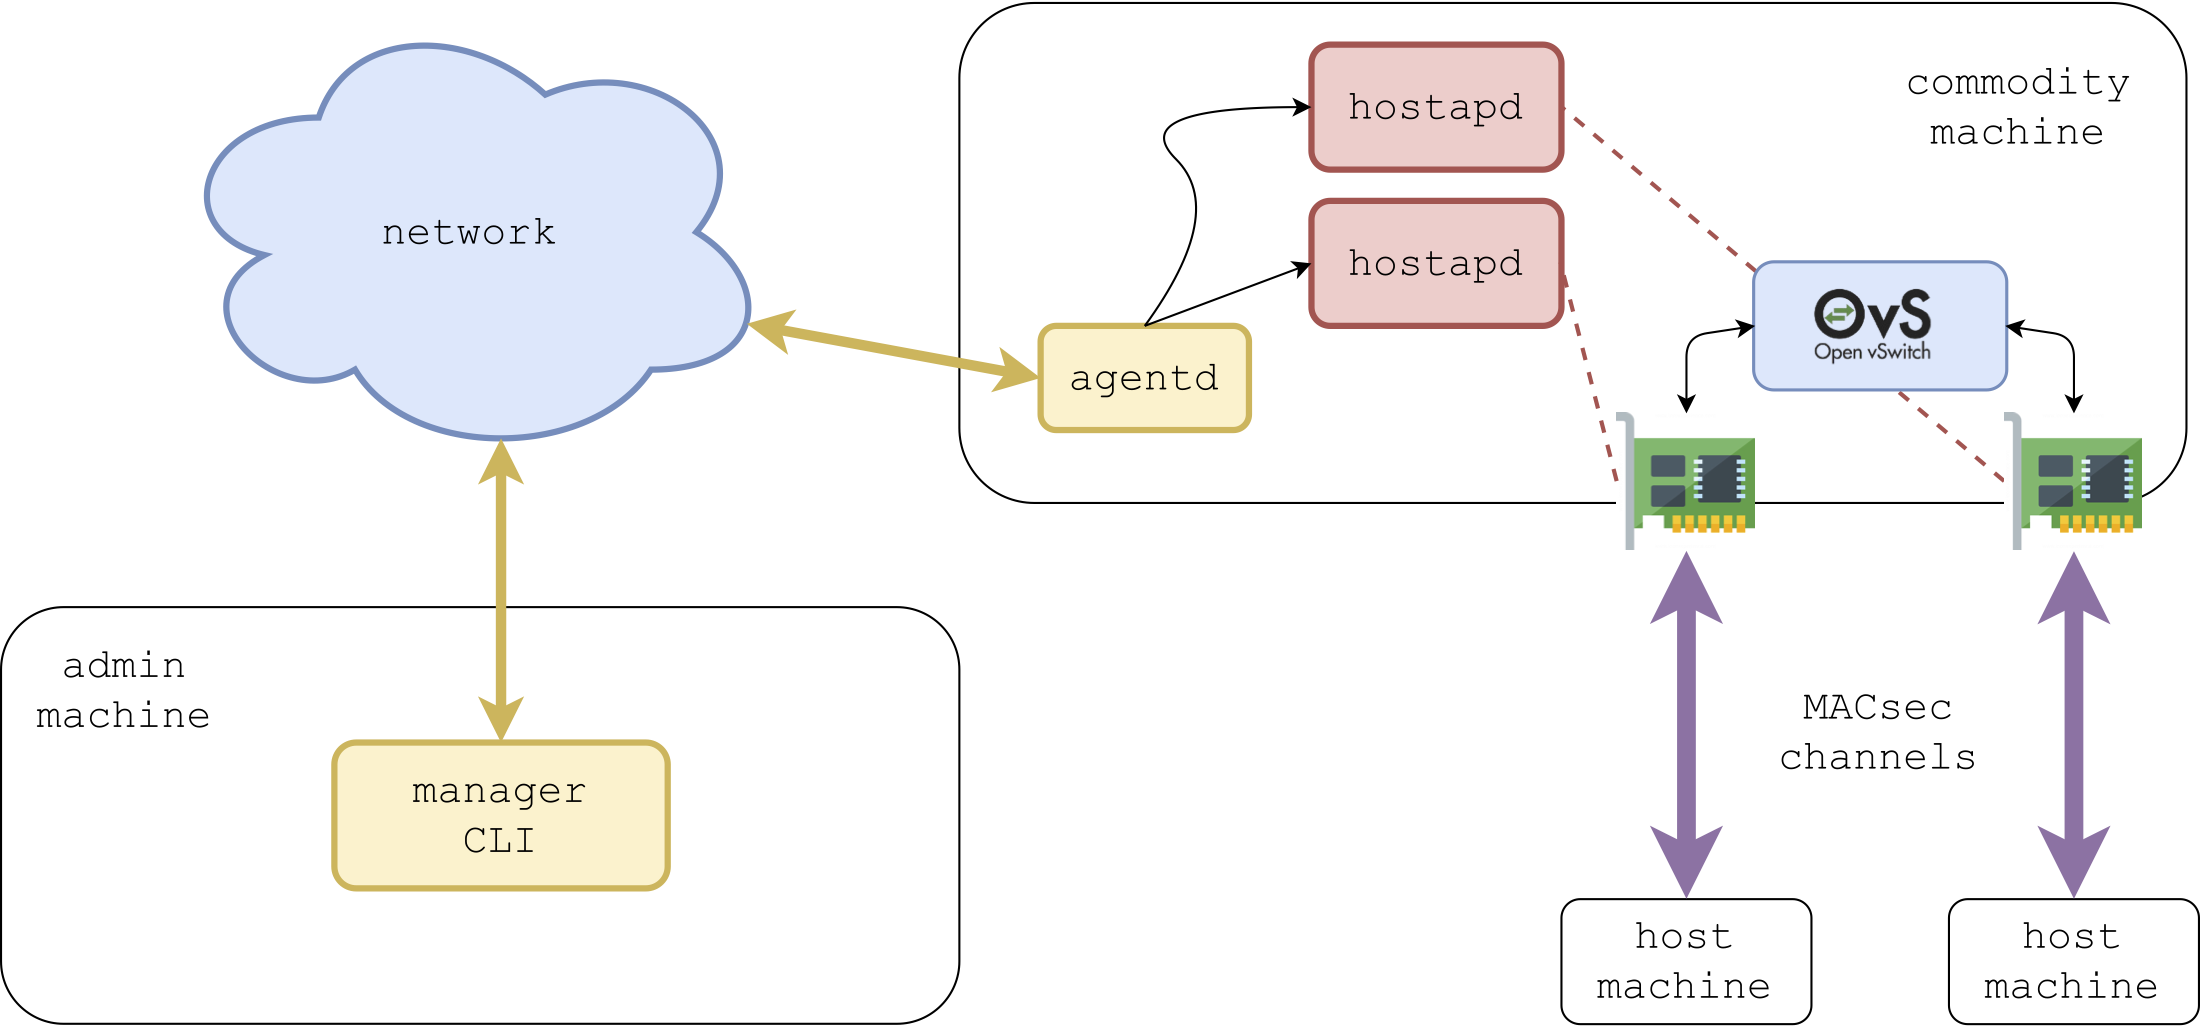 commodity
machine
hostapd
network
hostapd
OvS
Open vSwitch
agentd
admin
machine
MACsec
channels
manager
CLI
host
machine
host
machine